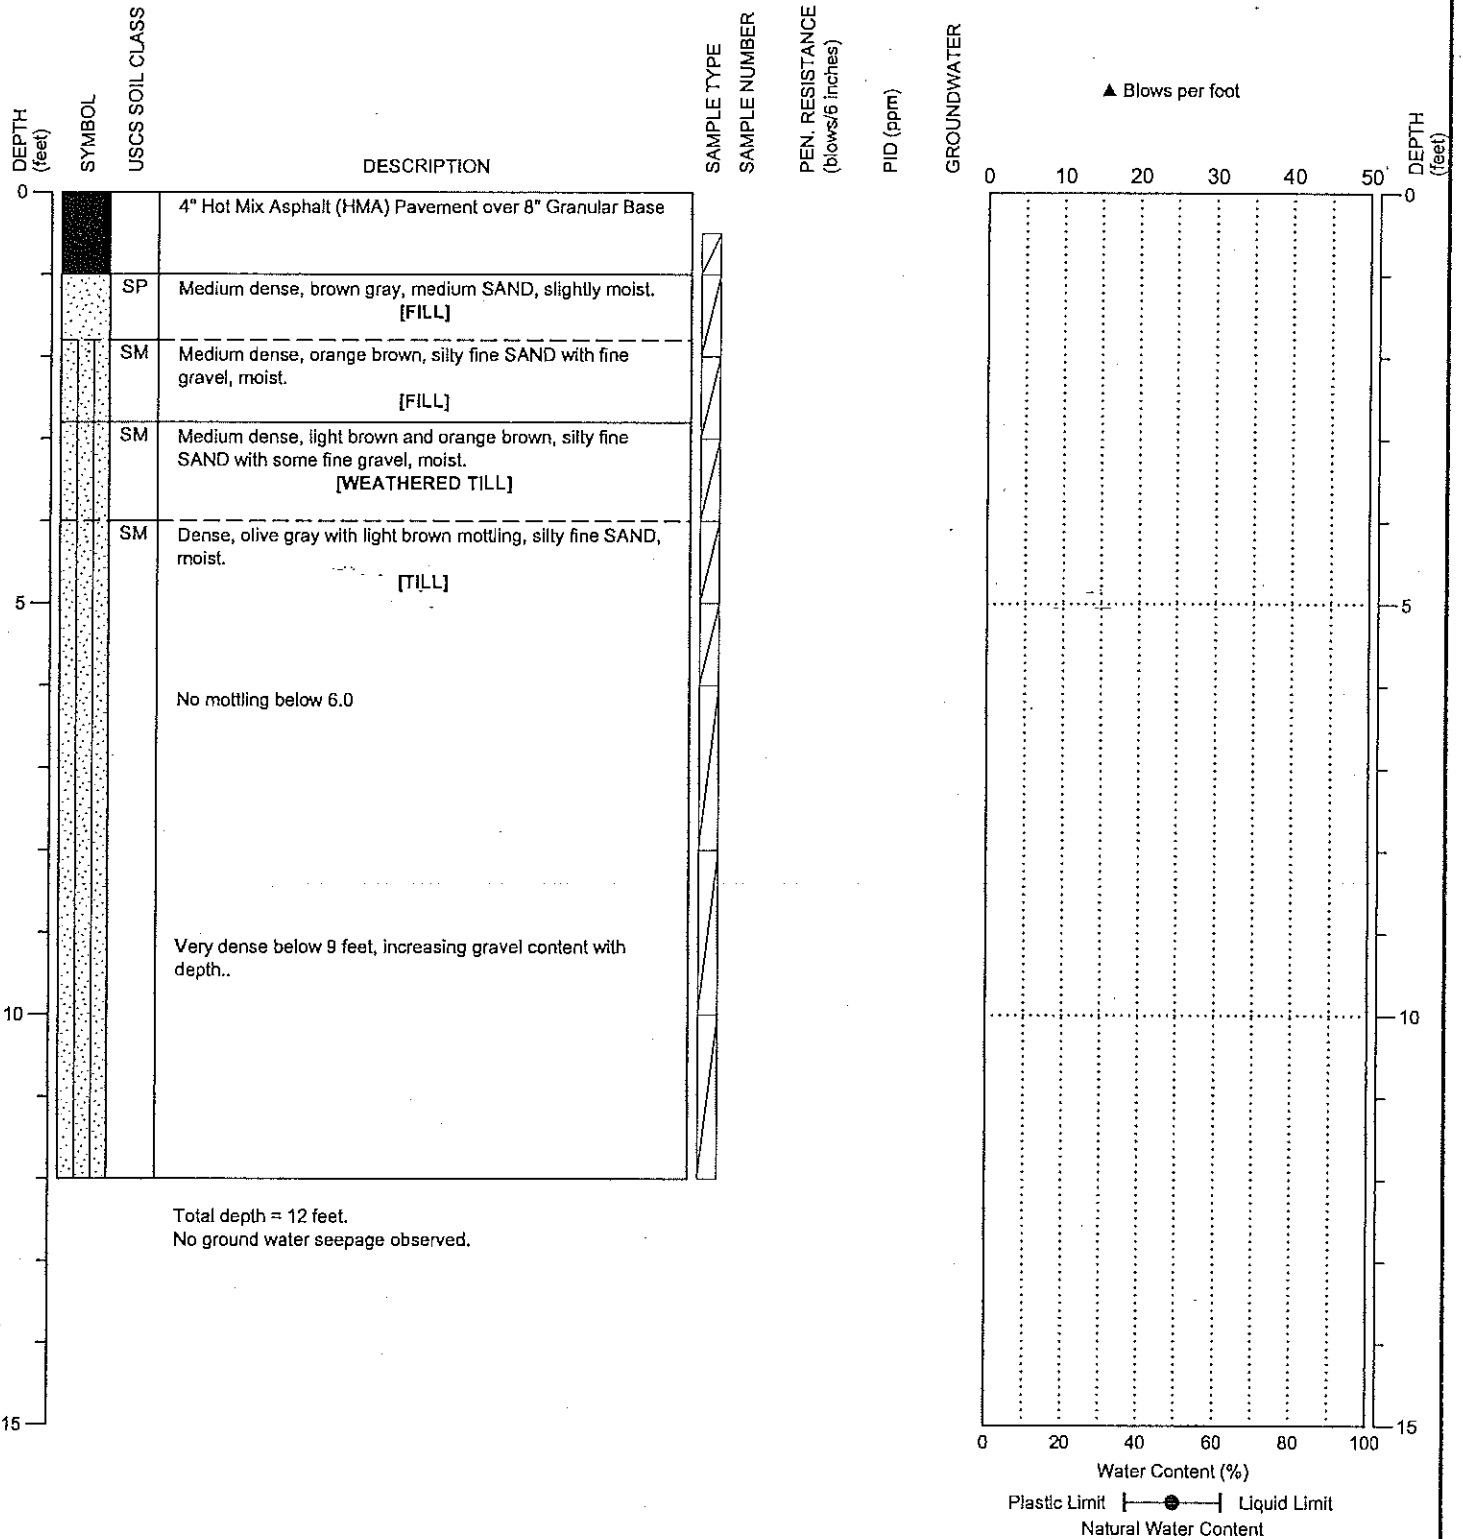 DEPTH
(feet)
SYMBOL
USCS SOIL CLASS
DESCRIPTION
SAMPLE TYPE
SAMPLE NUMBER
PEN. RESISTANCE
(blows/6 inches)
PID (ppm)
GROUNDWATER
▲ Blows per foot
DEPTH
(feet)
0 10 20 30 40 50
0
0
4" Hot Mix Asphalt (HMA) Pavement over 8" Granular Base
SP Medium dense, brown gray, medium SAND, slightly moist.
[FILL]
SM Medium dense, orange brown, silty fine SAND with fine
gravel, moist.
[FILL]
SM Medium dense, light brown and orange brown, silty fine
SAND with some fine gravel, moist.
[WEATHERED TILL]
SM Dense, olive gray with light brown mottling, silty fine SAND,
moist.
[TILL]
5
5
No mottling below 6.0
Very dense below 9 feet, increasing gravel content with
depth..
10
10
Total depth = 12 feet.
No ground water seepage observed.
15
15
0 20 40 60 80 100
Water Content (%)
Plastic Limit Liquid Limit
Natural Water Content